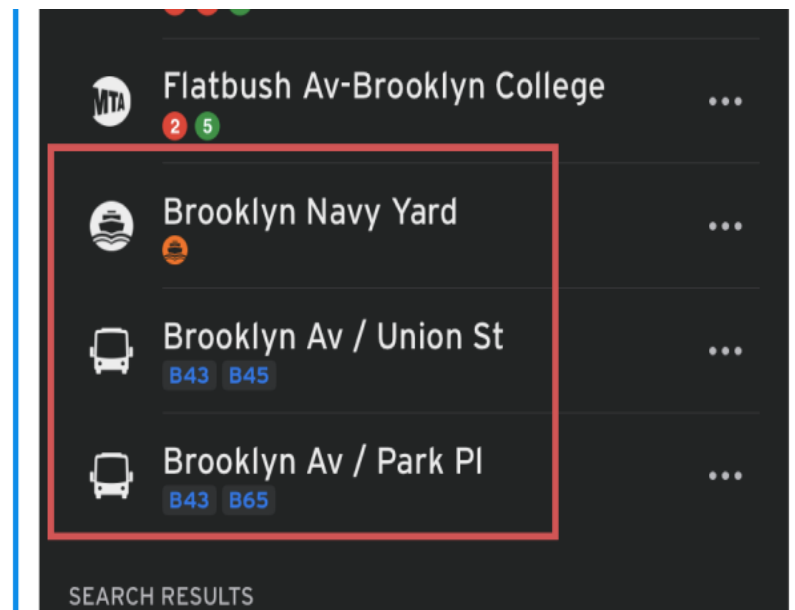 MTA
Flatbush Av-Brooklyn College
2 5
Brooklyn Navy Yard
Brooklyn Av / Union St
B43 B45
Brooklyn Av / Park Pl
B43 B65
SEARCH RESULTS